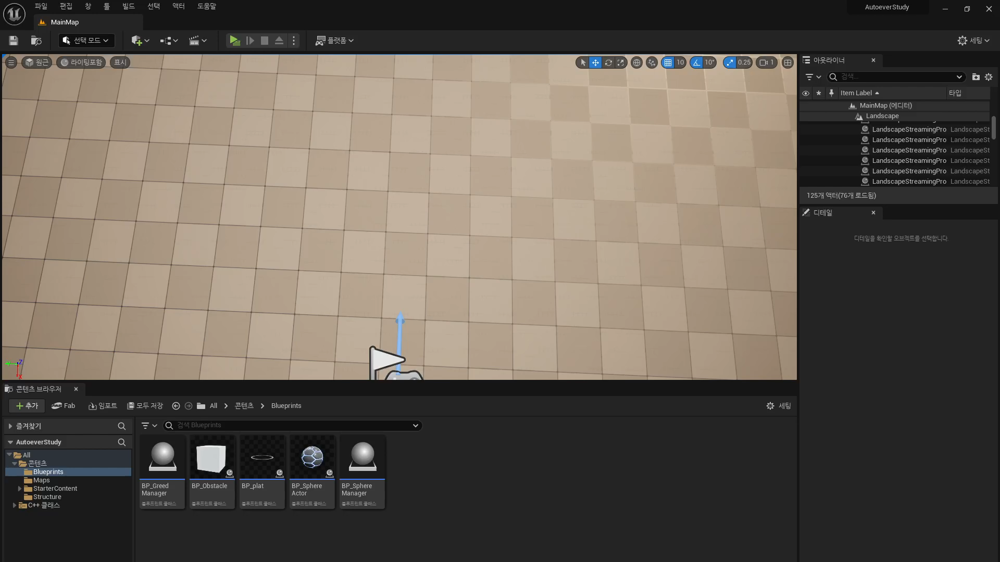 파일 편집 창 툴 빌드 선택 액터 도움말
AutoeverStudy
MainMap
선택 모드
플랫폼
세팅
원근 라이팅포함 표시
10 10° 0.25 1
아웃라이너
검색...
Item Label 타입
MainMap (에디터)
Landscape
LandscapeStreamingPro LandscapeSt
LandscapeStreamingPro LandscapeSt
LandscapeStreamingPro LandscapeSt
LandscapeStreamingPro LandscapeSt
LandscapeStreamingPro LandscapeSt
LandscapeStreamingPro LandscapeSt
125개 액터(76개 로드됨)
디테일
디테일을 확인할 오브젝트를 선택합니다.
Y Z
X
콘텐츠 브라우저
추가 Fab 임포트 모두 저장 All 콘텐츠 Blueprints 세팅
즐겨찾기
검색 Blueprints
AutoeverStudy
All
콘텐츠
Blueprints
Maps
StarterContent
Structure
C++ 클래스
BP_Greed
Manager
블루프린트 클래스
BP_Obstacle
블루프린트 클래스
BP_plat
블루프린트 클래스
BP_Sphere
Actor
블루프린트 클래스
BP_Sphere
Manager
블루프린트 클래스